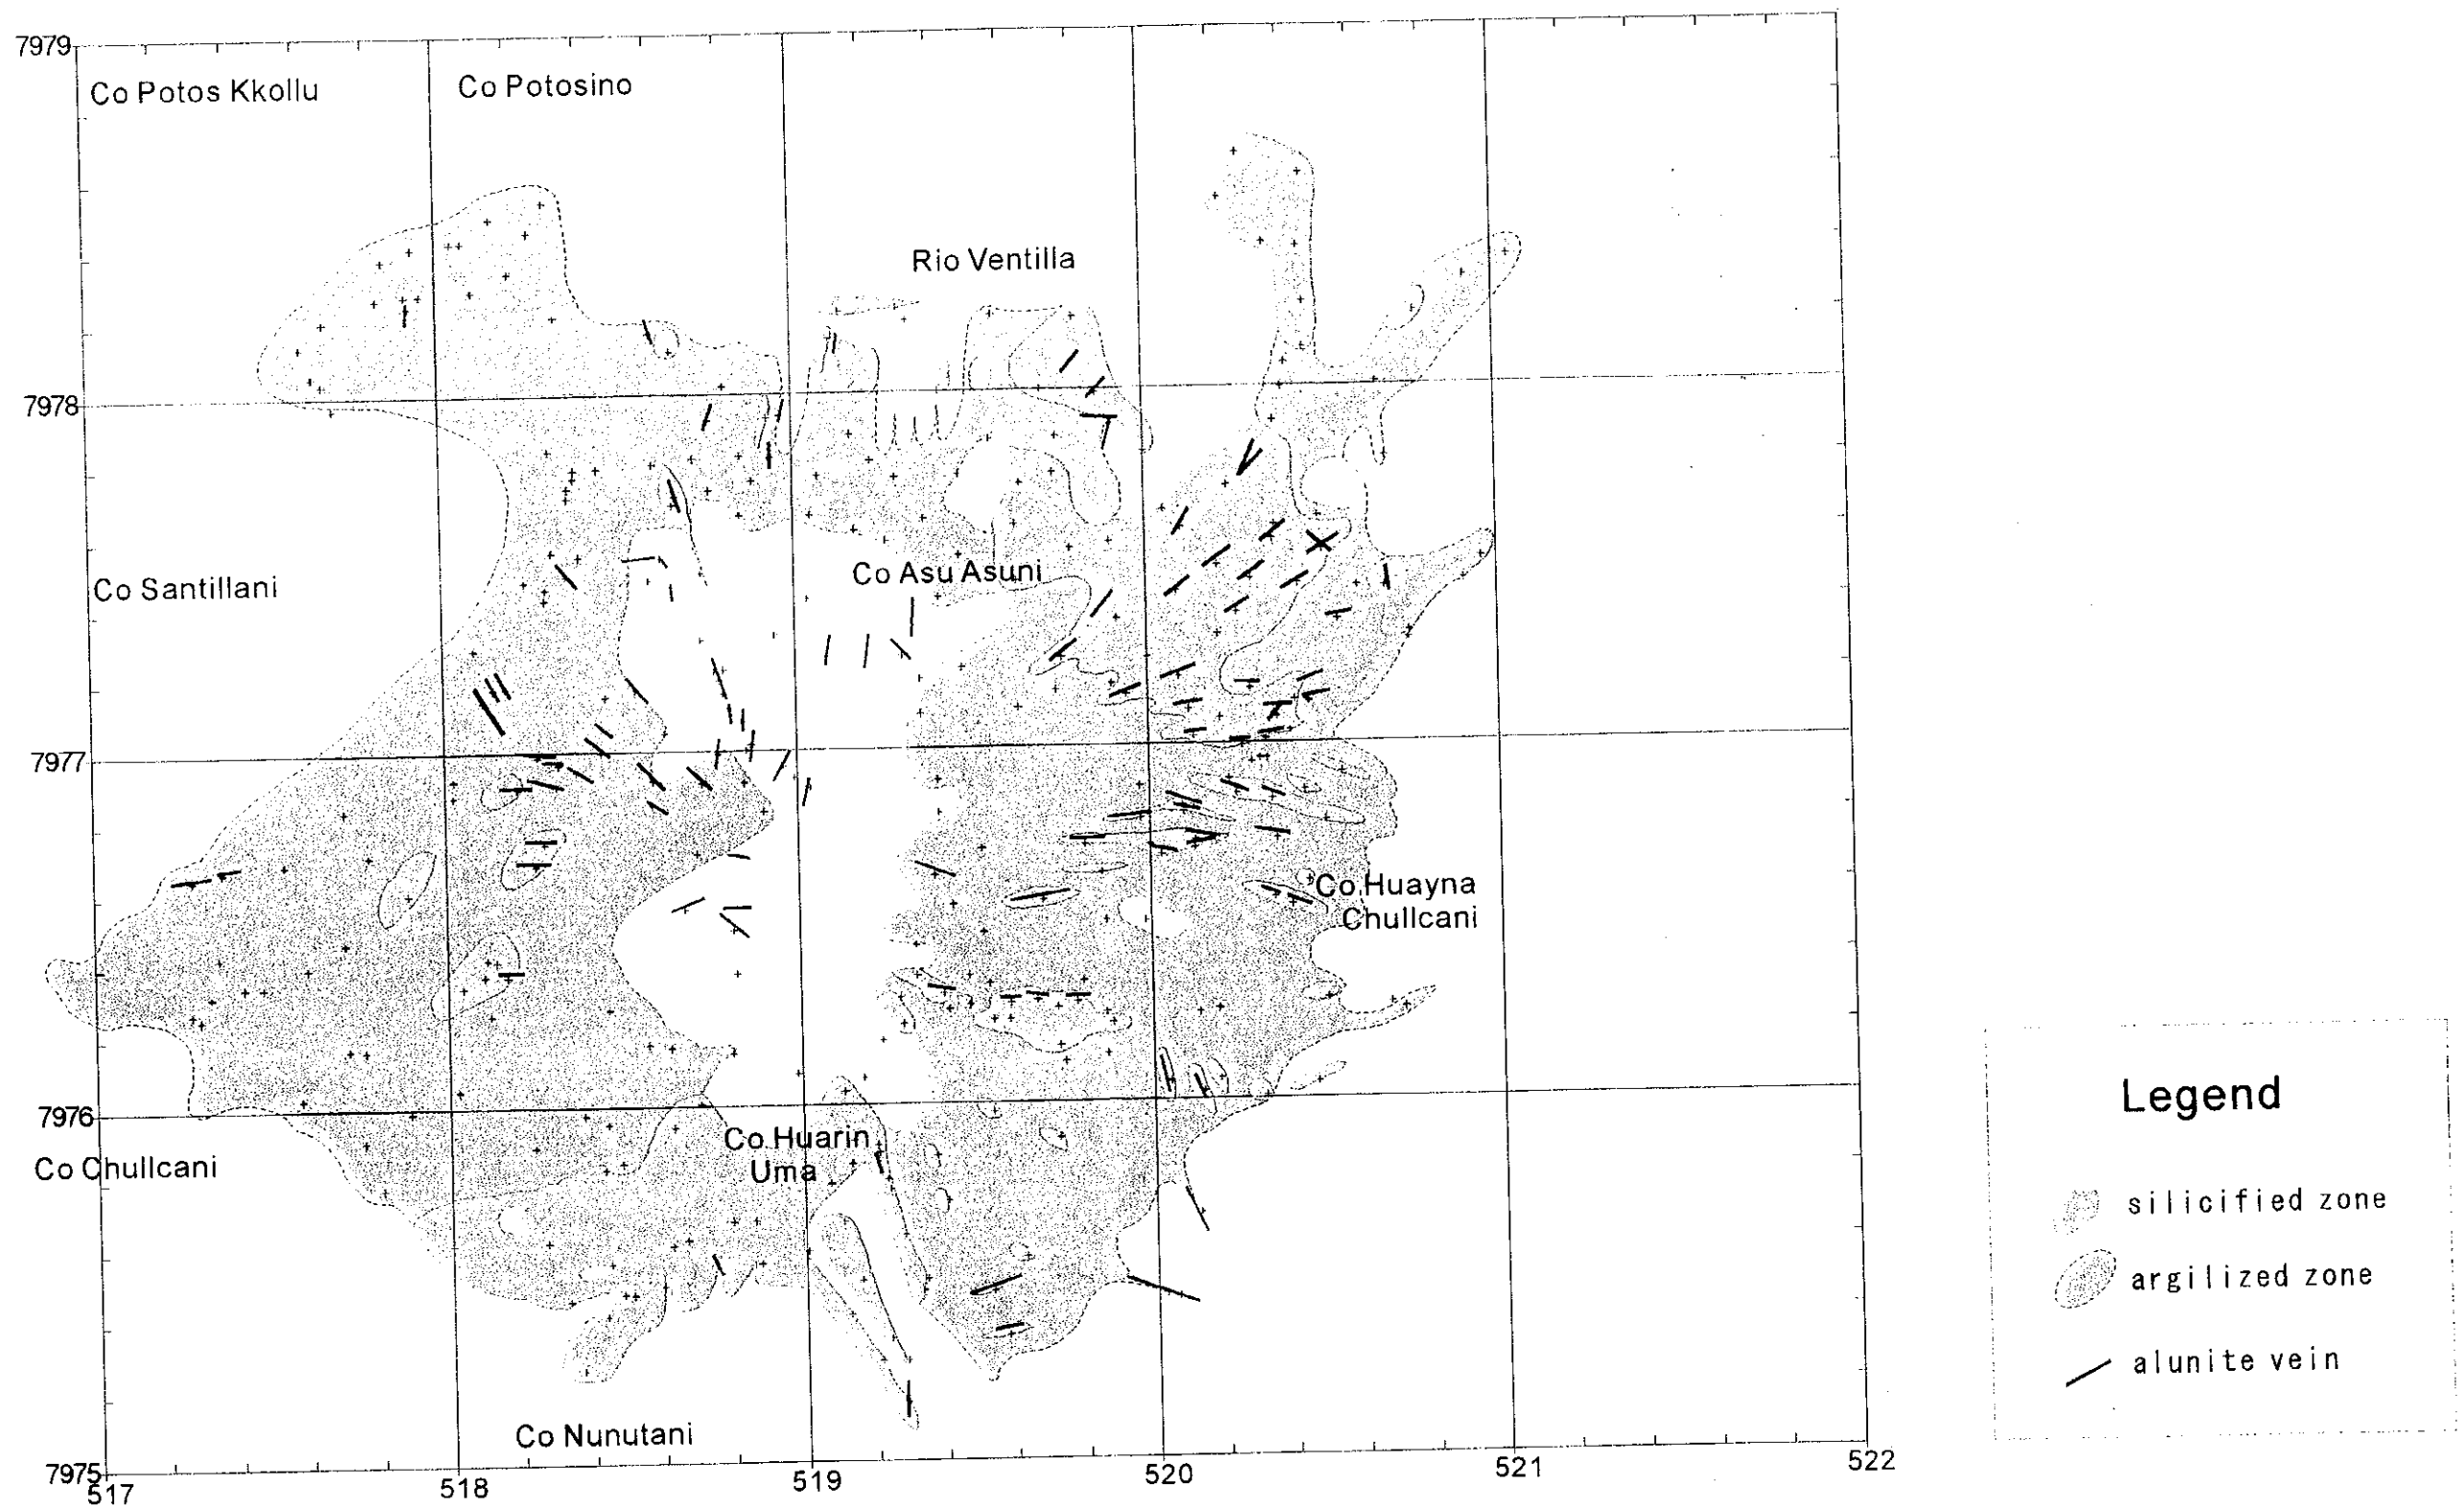 7979
Co Potos Kkollu
Co Potosino
Rio Ventilla
7978
Co Asu Asuni
Co Santillani
7977
Co Huayna
Chullcani
7976
Co Huarin
Uma
Co Chullcani
Co Nunutani
7975
517
518
519
520
521
522
Legend
silicified zone
argilized zone
alunite vein